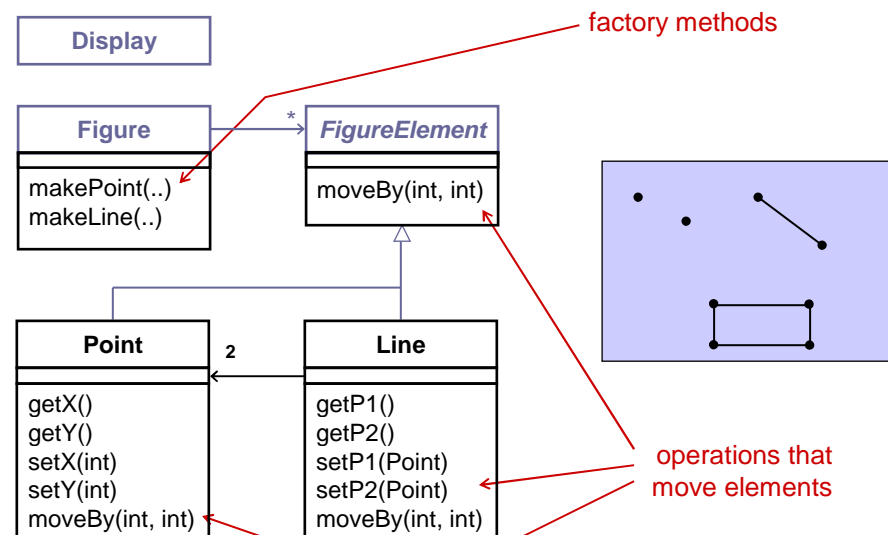 factory methods
Display
Figure
*
FigureElement
makePoint(..)
makeLine(..)
moveBy(int, int)
Point
2
Line
getX()
getY()
setX(int)
setY(int)
moveBy(int, int)
getP1()
getP2()
setP1(Point)
setP2(Point)
moveBy(int, int)
operations that
move elements